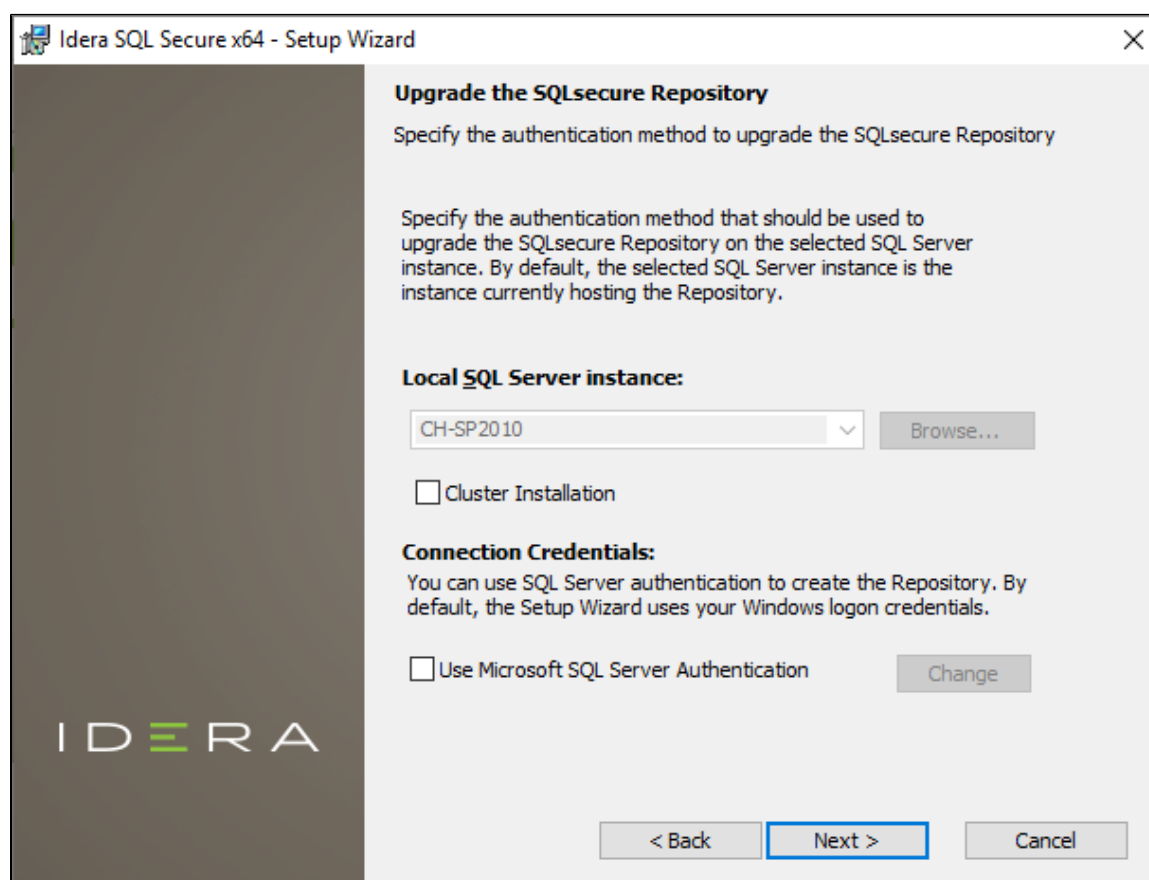 Idera SQL Secure x64 - Setup Wizard
Upgrade the SQLsecure Repository
Specify the authentication method to upgrade the SQLsecure Repository
Specify the authentication method that should be used to
upgrade the SQLsecure Repository on the selected SQL Server
instance. By default, the selected SQL Server instance is the
instance currently hosting the Repository.
Local SQL Server instance:
CH-SP2010
Browse...
Cluster Installation
Connection Credentials:
You can use SQL Server authentication to create the Repository. By
default, the Setup Wizard uses your Windows logon credentials.
Use Microsoft SQL Server Authentication
Change
IDERA
< Back
Next >
Cancel